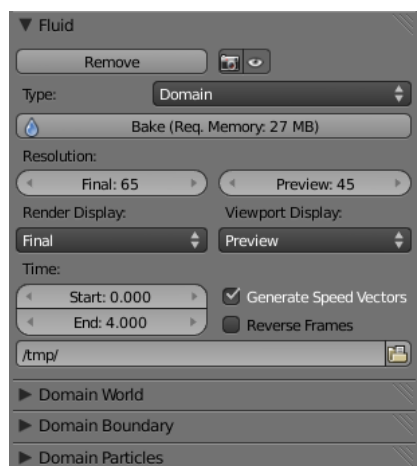 Fluid
Remove
Type: Domain
Bake (Req. Memory: 27 MB)
Resolution:
Final: 65 Preview: 45
Render Display: Viewport Display:
Final Preview
Time:
Start: 0.000 Generate Speed Vectors
End: 4.000 Reverse Frames
/tmp/
Domain World
Domain Boundary
Domain Particles